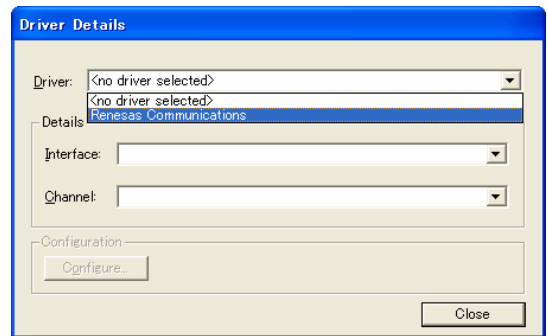 Driver Details
Driver: <no driver selected>
<no driver selected>
Renesas Communications
Details
Interface:
Channel:
Configuration
Configure...
Close